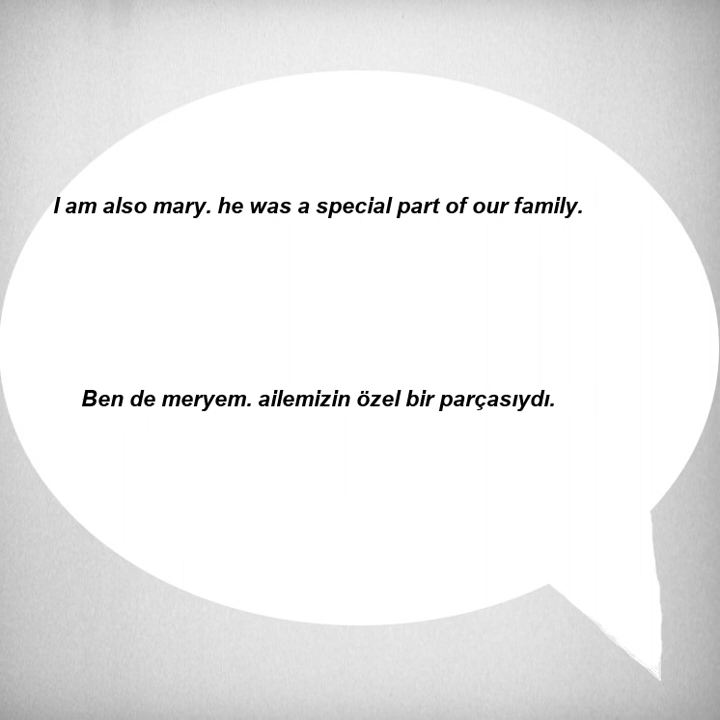 I am also mary. he was a special part of our family.
Ben de meryem. ailemizin özel bir parçasıydı.